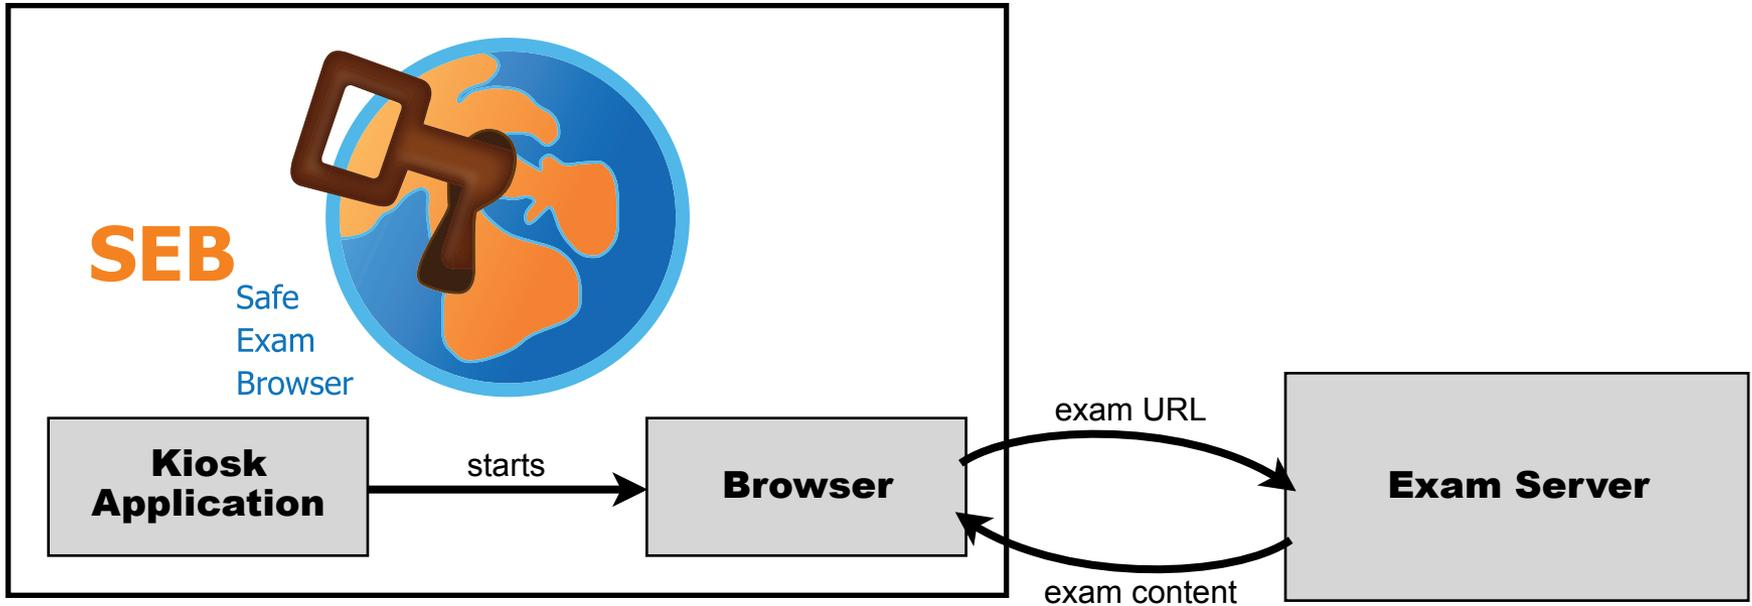 SEB
Safe
Exam
Browser
Kiosk
Application
starts
Browser
exam URL
exam content
Exam Server